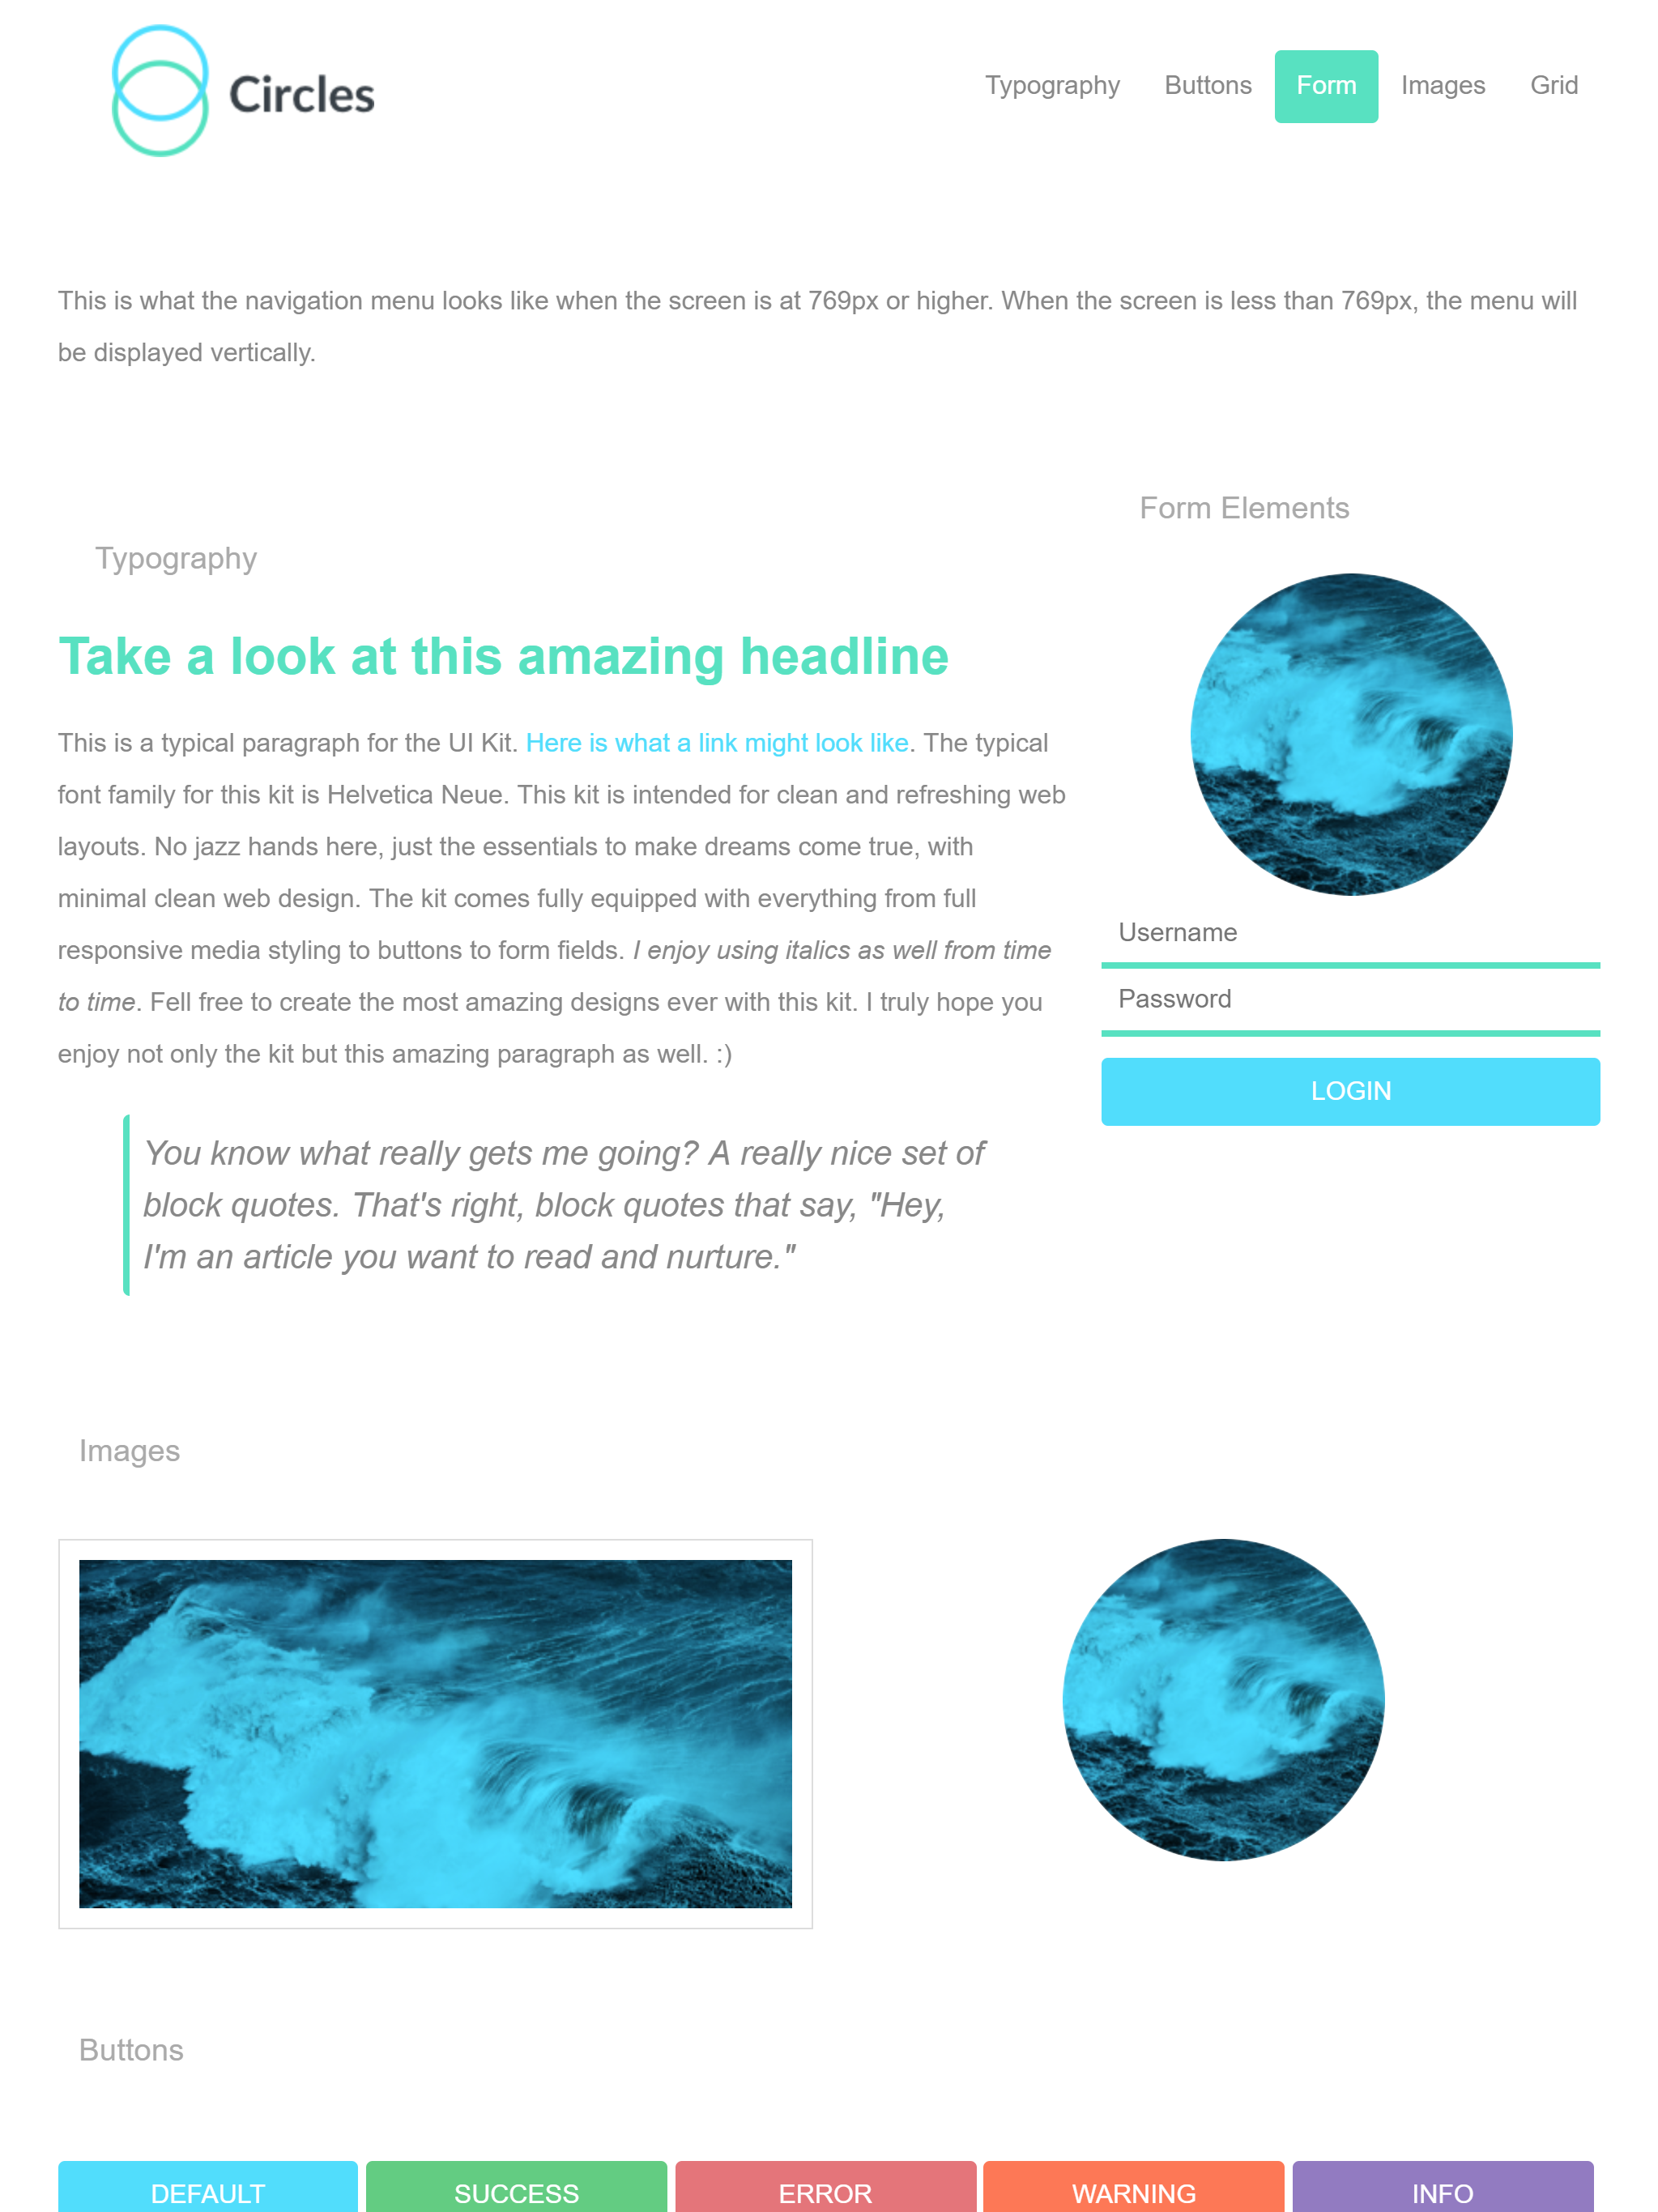 Circles
Typography Buttons Form Images Grid
This is what the navigation menu looks like when the screen is at 769px or higher. When the screen is less than 769px, the menu will
be displayed vertically.
Typography
Take a look at this amazing headline
This is a typical paragraph for the UI Kit. Here is what a link might look like. The typical
font family for this kit is Helvetica Neue. This kit is intended for clean and refreshing web
layouts. No jazz hands here, just the essentials to make dreams come true, with
minimal clean web design. The kit comes fully equipped with everything from full
responsive media styling to buttons to form fields. I enjoy using italics as well from time
to time. Fell free to create the most amazing designs ever with this kit. I truly hope you
enjoy not only the kit but this amazing paragraph as well. :)
You know what really gets me going? A really nice set of
block quotes. That's right, block quotes that say, "Hey,
I'm an article you want to read and nurture."
Form Elements
Username
Password
LOGIN
Images
Buttons
DEFAULT SUCCESS ERROR WARNING INFO